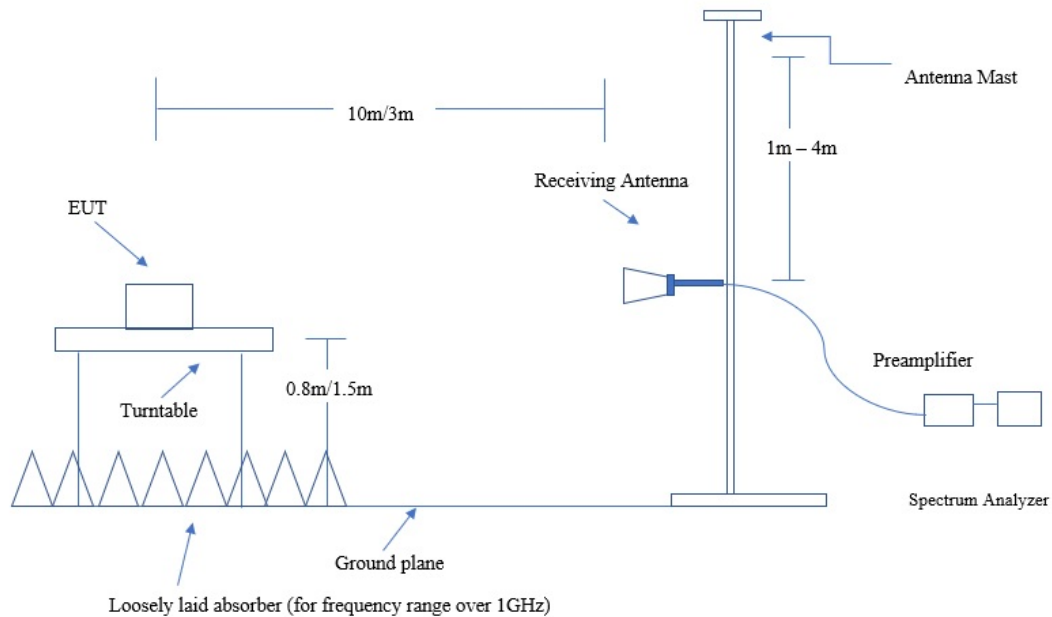 Antenna Mast
10m/3m
1m – 4m
Receiving Antenna
EUT
Preamplifier
0.8m/1.5m
Turntable
Spectrum Analyzer
Ground plane
Loosely laid absorber (for frequency range over 1GHz)